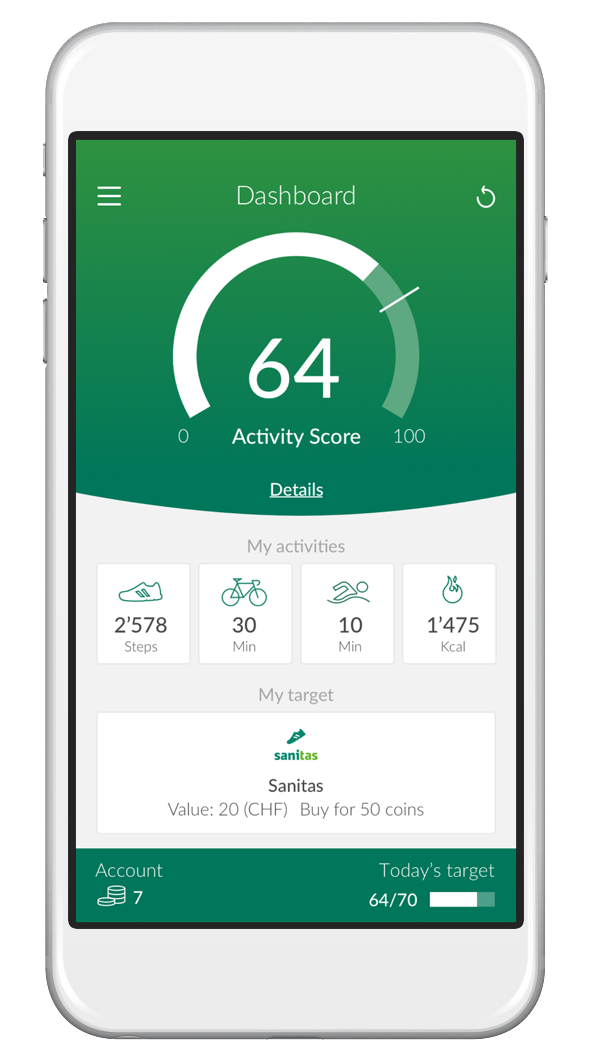 Dashboard
64
0 Activity Score 100
Details
My activities
2’578 30 10 1’475
Steps Min Min Kcal
My target
sanitas
Sanitas
Value: 20 (CHF) Buy for 50 coins
Account Today’s target
7 64/70